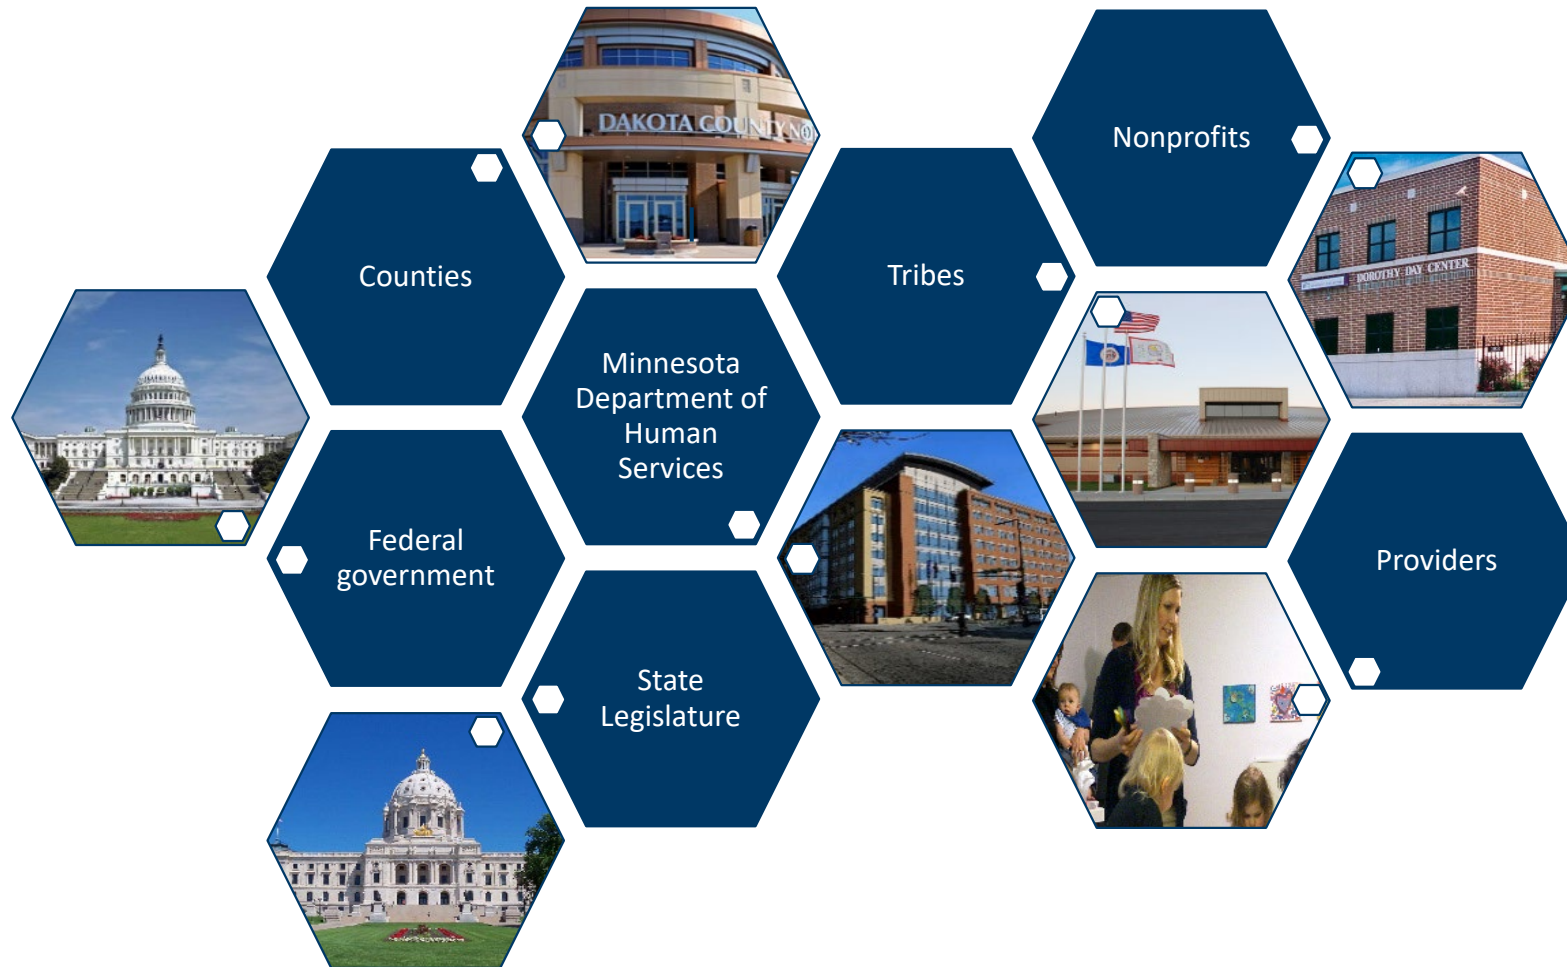 DAKOTA COUNTY
Nonprofits
Counties
Tribes
DOROTHY DAY CENTER
Minnesota
Department of
Human
Services
Federal
government
Providers
State
Legislature